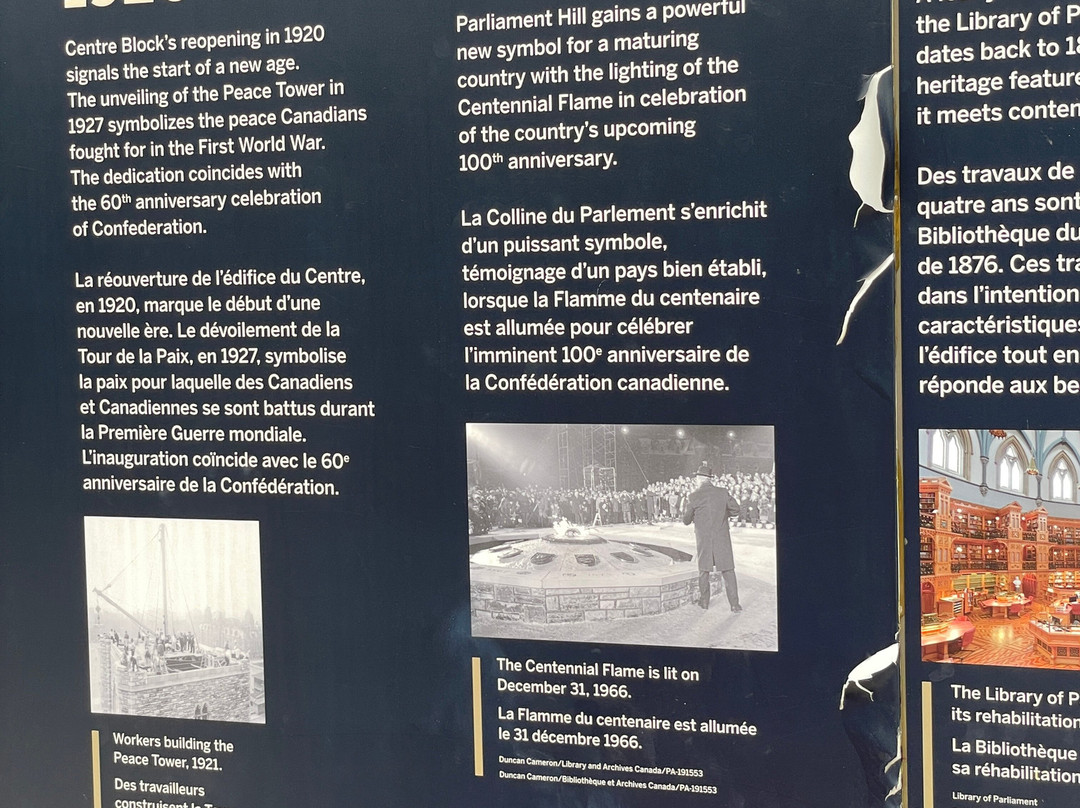 Centre Block's reopening in 1920
signals the start of a new age.
The unveiling of the Peace Tower in
1927 symbolizes the peace Canadians
fought for in the First World War.
The dedication coincides with
the 60th anniversary celebration
of Confederation.
La réouverture de l'édifice du Centre,
en 1920, marque le début d'une
nouvelle ère. Le dévoilement de la
Tour de la Paix, en 1927, symbolise
la paix pour laquelle des Canadiens
et Canadiennes se sont battus durant
la Première Guerre mondiale.
L'inauguration coïncide avec le 60e
anniversaire de la Confédération.
Workers building the
Peace Tower, 1921.
Des travailleurs
construisent la
Parliament Hill gains a powerful
new symbol for a maturing
country with the lighting of the
Centennial Flame in celebration
of the country's upcoming
100th anniversary.
La Colline du Parlement s'enrichit
d'un puissant symbole,
témoignage d'un pays bien établi,
lorsque la Flamme du centenaire
est allumée pour célébrer
l'imminent 100e anniversaire de
la Confédération canadienne.
The Centennial Flame is lit on
December 31, 1966.
La Flamme du centenaire est allumée
le 31 décembre 1966.
Duncan Cameron/Library and Archives Canada/PA-191553
Duncan Cameron/Bibliothèque et Archives Canada/PA-191553
the Library of P
dates back to 18
heritage feature
it meets conten
Des travaux de
quatre ans sont
Bibliothèque du
de 1876. Ces tra
dans l'intention
caractéristiques
l'édifice tout en
réponde aux be
The Library of P
its rehabilitation
La Bibliothèque
sa réhabilitation
Library of Parliament